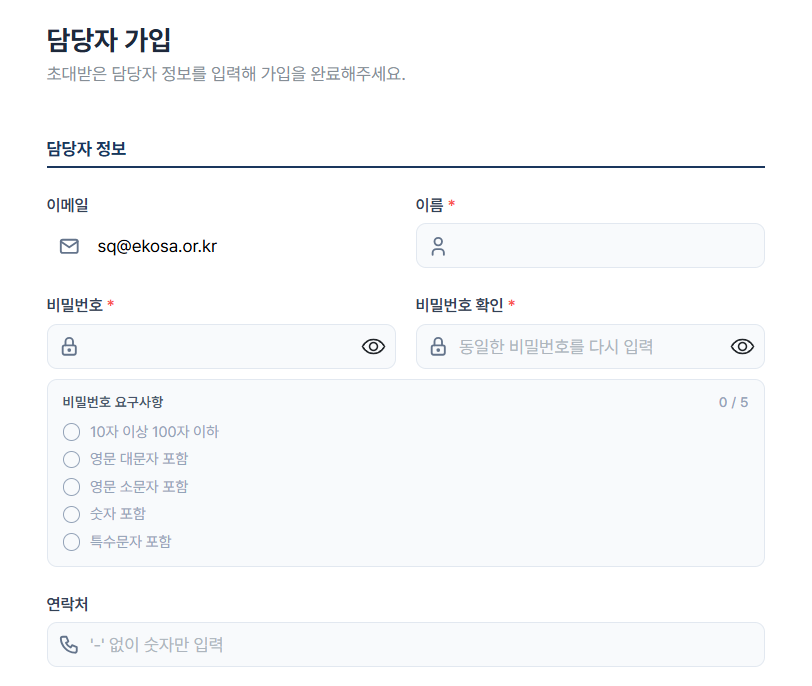 담당자 가입
초대받은 담당자 정보를 입력해 가입을 완료해주세요.
담당자 정보
이메일
sq@ekosa.or.kr
이름 *
비밀번호 *
비밀번호 확인 *
동일한 비밀번호를 다시 입력
비밀번호 요구사항 0 / 5
10자 이상 100자 이하
영문 대문자 포함
영문 소문자 포함
숫자 포함
특수문자 포함
연락처
'-' 없이 숫자만 입력